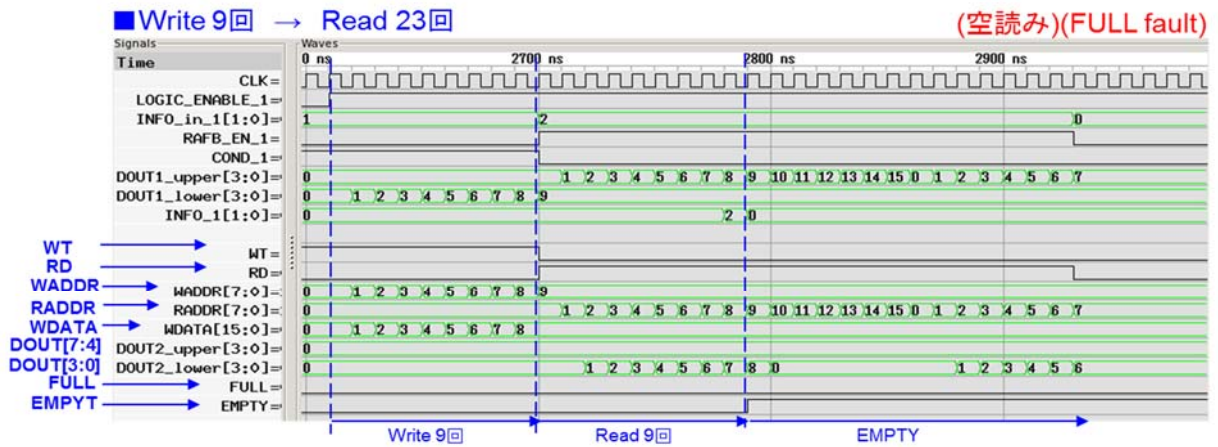 ■Write 9回 → Read 23回
(空読み)(FULL fault)
Signals
Waves
Time
0 ns 2700 ns 2800 ns 2900 ns
CLK=
LOGIC_ENABLE_1=
INFO_in_1[1:0]= 1 2 0
RAFB_EN_1=
COND_1=
DOUT1_upper[3:0]= 0 1 2 3 4 5 6 7 8 9 10 11 12 13 14 15 0 1 2 3 4 5 6 7
DOUT1_lower[3:0]= 0 1 2 3 4 5 6 7 8 9
INFO_1[1:0]= 0 2 0
WT WT=
RD RD=
WADDR WADDR[7:0]= 0 1 2 3 4 5 6 7 8 9
RADDR RADDR[7:0]= 0 1 2 3 4 5 6 7 8 9 10 11 12 13 14 15 0 1 2 3 4 5 6 7
WDATA WDATA[15:0]= 0 1 2 3 4 5 6 7 8
DOUT[7:4] DOUT2_upper[3:0]= 0
DOUT[3:0] DOUT2_lower[3:0]= 0 1 2 3 4 5 6 7 8 0 1 2 3 4 5 6
FULL FULL=
EMPYT EMPTY=
Write 9回 Read 9回 EMPTY